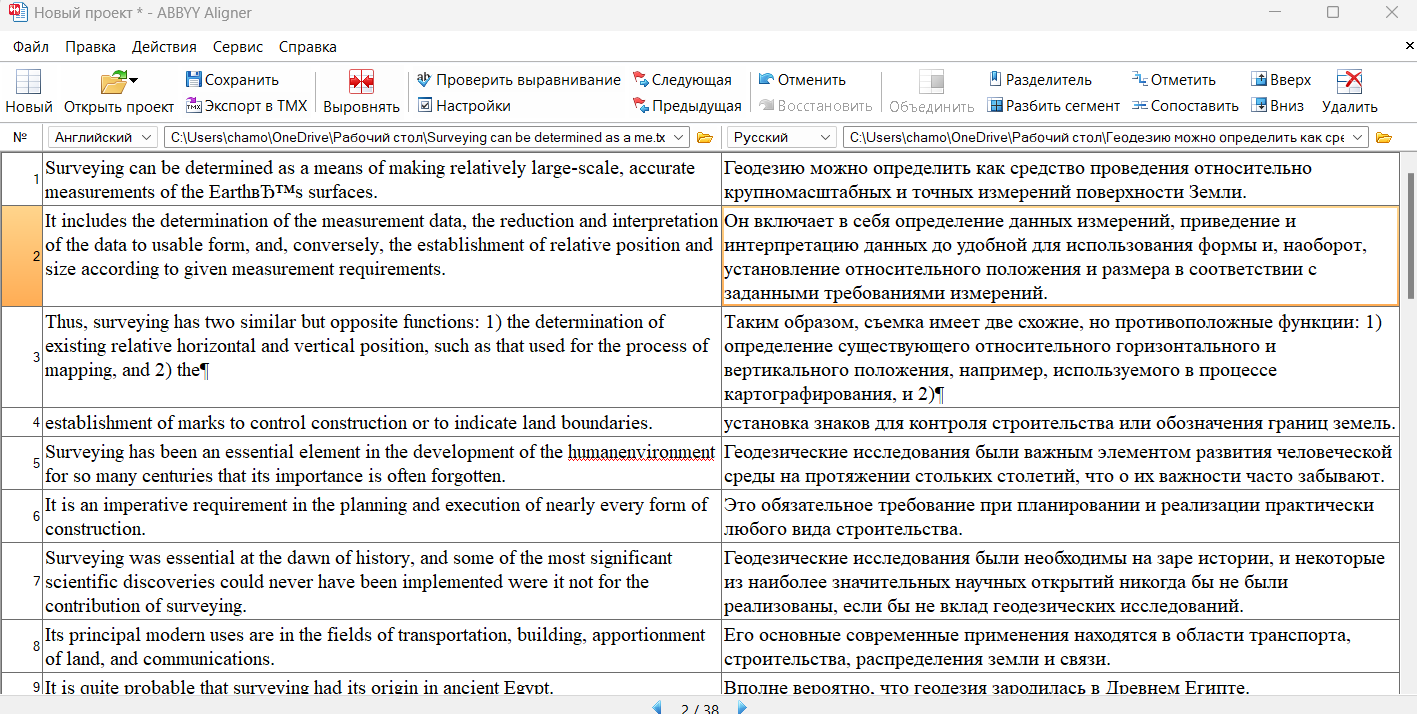 Новый проект * - ABBYY Aligner
Файл Правка Действия Сервис Справка
Новый Открыть проект Сохранить Экспорт в TMX Выровнять Проверить выравнивание Настройки Следующая Предыдущая Отменить Восстановить Объединить Разделитель Разбить сегмент Отметить Сопоставить Вверх Вниз Удалить
№ Английский C:\Users\chamo\OneDrive\Рабочий стол\Surveying can be determined as a me.tx Русский C:\Users\chamo\OneDrive\Рабочий стол\Геодезию можно определить как сре
1
Surveying can be determined as a means of making relatively large-scale, accurate
measurements of the EarthвЂ™s surfaces.
Геодезию можно определить как средство проведения относительно
крупномасштабных и точных измерений поверхности Земли.
2
It includes the determination of the measurement data, the reduction and interpretation
of the data to usable form, and, conversely, the establishment of relative position and
size according to given measurement requirements.
Он включает в себя определение данных измерений, приведение и
интерпретацию данных до удобной для использования формы и, наоборот,
установление относительного положения и размера в соответствии с
заданными требованиями измерений.
3
Thus, surveying has two similar but opposite functions: 1) the determination of
existing relative horizontal and vertical position, such as that used for the process of
mapping, and 2) the¶
Таким образом, съемка имеет две схожие, но противоположные функции: 1)
определение существующего относительного горизонтального и
вертикального положения, например, используемого в процессе
картографирования, и 2)¶
4
establishment of marks to control construction or to indicate land boundaries.
установка знаков для контроля строительства или обозначения границ земель.
5
Surveying has been an essential element in the development of the humanenvironment
for so many centuries that its importance is often forgotten.
Геодезические исследования были важным элементом развития человеческой
среды на протяжении стольких столетий, что о их важности часто забывают.
6
It is an imperative requirement in the planning and execution of nearly every form of
construction.
Это обязательное требование при планировании и реализации практически
любого вида строительства.
7
Surveying was essential at the dawn of history, and some of the most significant
scientific discoveries could never have been implemented were it not for the
contribution of surveying.
Геодезические исследования были необходимы на заре истории, и некоторые
из наиболее значительных научных открытий никогда бы не были
реализованы, если бы не вклад геодезических исследований.
8
Its principal modern uses are in the fields of transportation, building, apportionment
of land, and communications.
Его основные современные применения находятся в области транспорта,
строительства, распределения земли и связи.
9
It is quite probable that surveying had its origin in ancient Egypt.
Вполне вероятно, что геодезия зародилась в Древнем Египте.
2 / 38